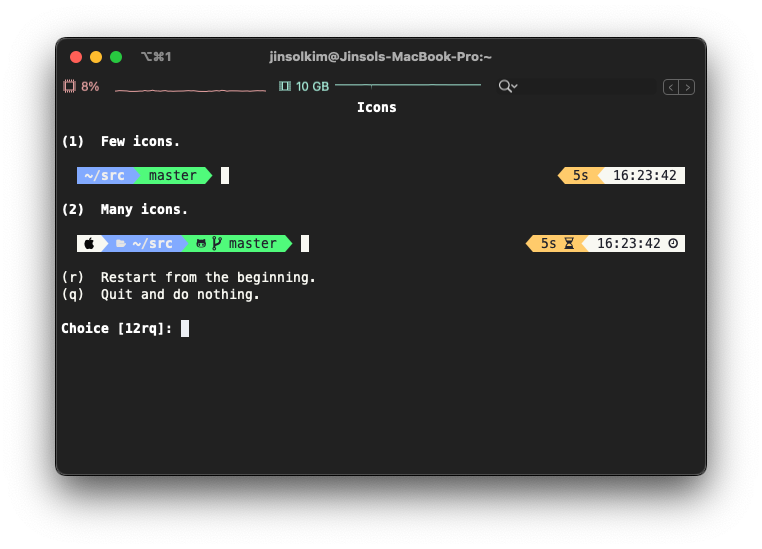 ⌥⌘1 jinsolkim@Jinsols-MacBook-Pro:~
8% 10 GB
Icons
(1) Few icons.
~/src master 5s 16:23:42
(2) Many icons.
~/src master 5s 16:23:42
(r) Restart from the beginning.
(q) Quit and do nothing.
Choice [12rq]: